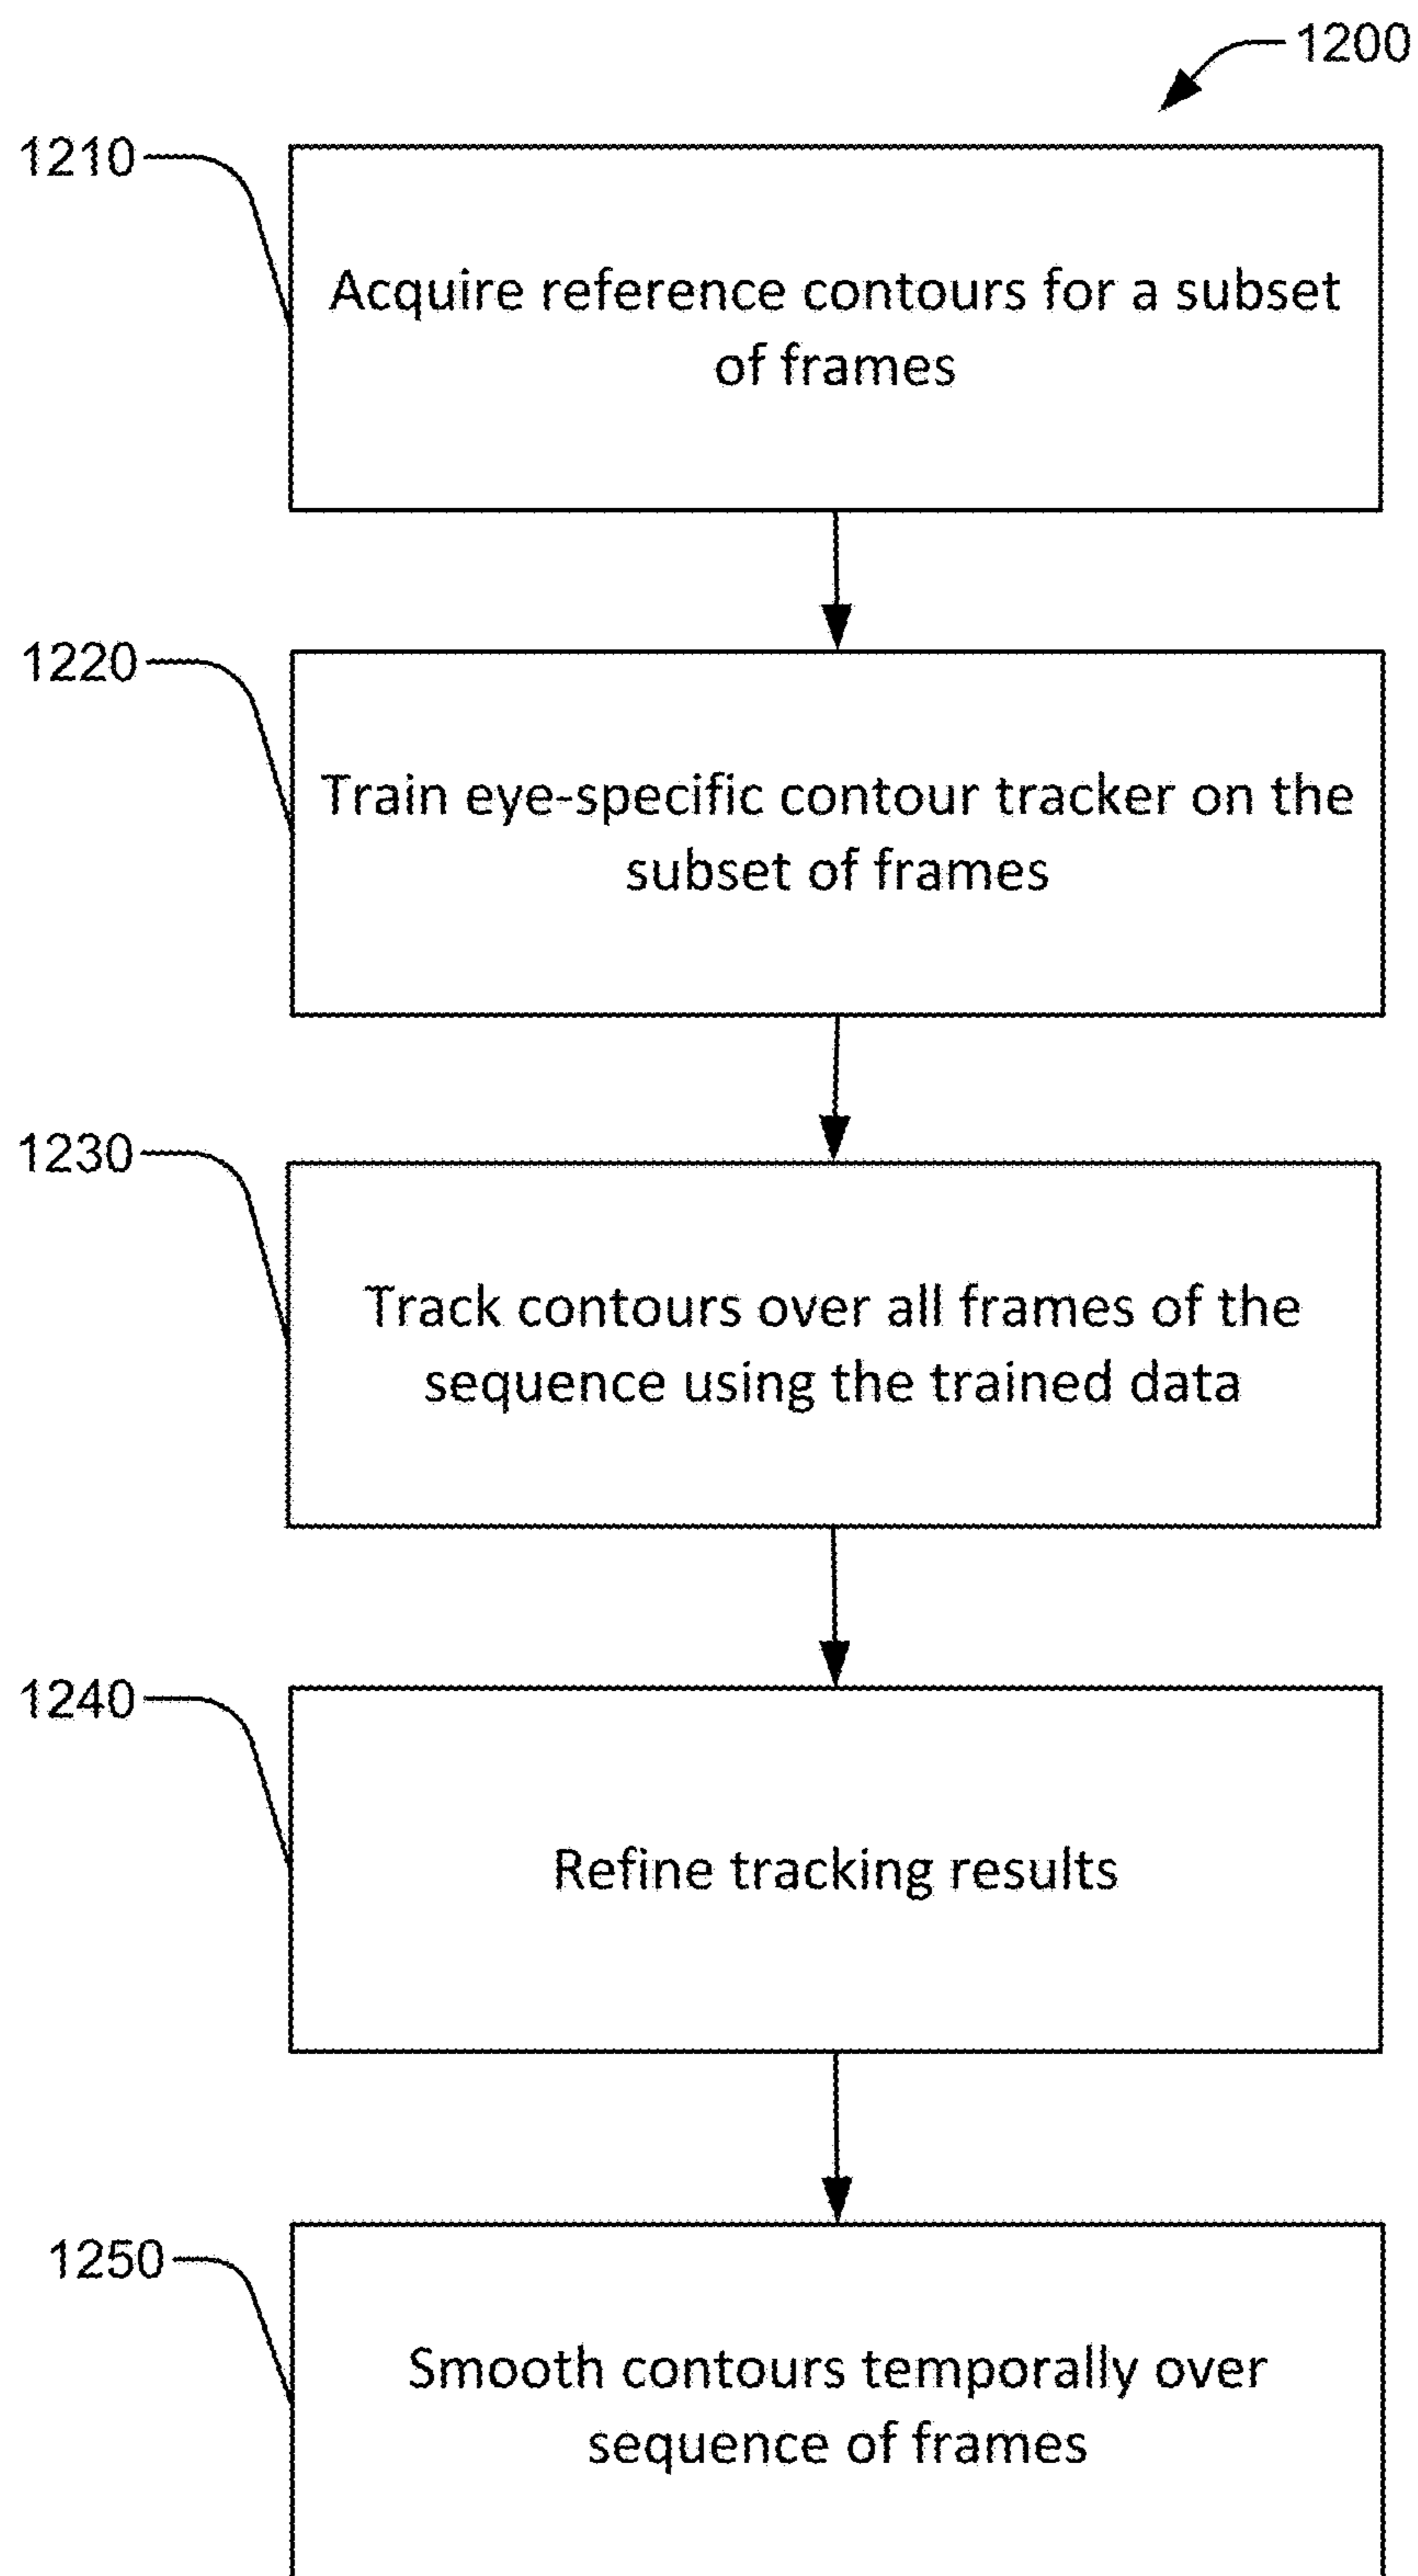 1200
1210
Acquire reference contours for a subset
of frames
1220
Train eye-specific contour tracker on the
subset of frames
1230
Track contours over all frames of the
sequence using the trained data
1240
Refine tracking results
1250
Smooth contours temporally over
sequence of frames